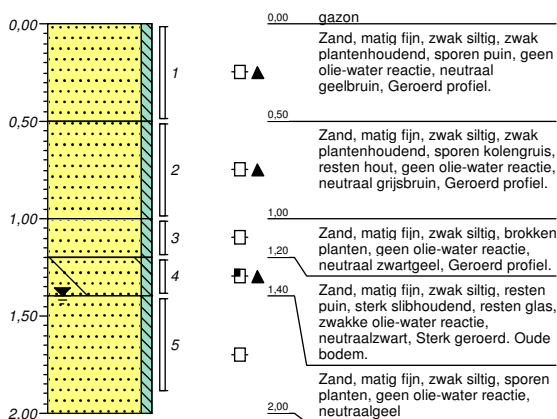 0,00
0,50
1,00
1,50
2,00
1
2
3
4
5
0,00 gazon
Zand, matig fijn, zwak siltig, zwak
plantenhoudend, sporen puin, geen
olie-water reactie, neutraal
geelbruin, Geroerd profiel.
0,50
Zand, matig fijn, zwak siltig, zwak
plantenhoudend, sporen kolengruis,
resten hout, geen olie-water reactie,
neutraal grijsbruin, Geroerd profiel.
1,00
Zand, matig fijn, zwak siltig, brokken
planten, geen olie-water reactie,
neutraal zwartgeel, Geroerd profiel.
1,20
Zand, matig fijn, zwak siltig, resten
puin, sterk slibhoudend, resten glas,
zwakke olie-water reactie,
neutraalzwart, Sterk geroerd. Oude
bodem.
1,40
Zand, matig fijn, zwak siltig, sporen
planten, geen olie-water reactie,
neutraalgeel
2,00